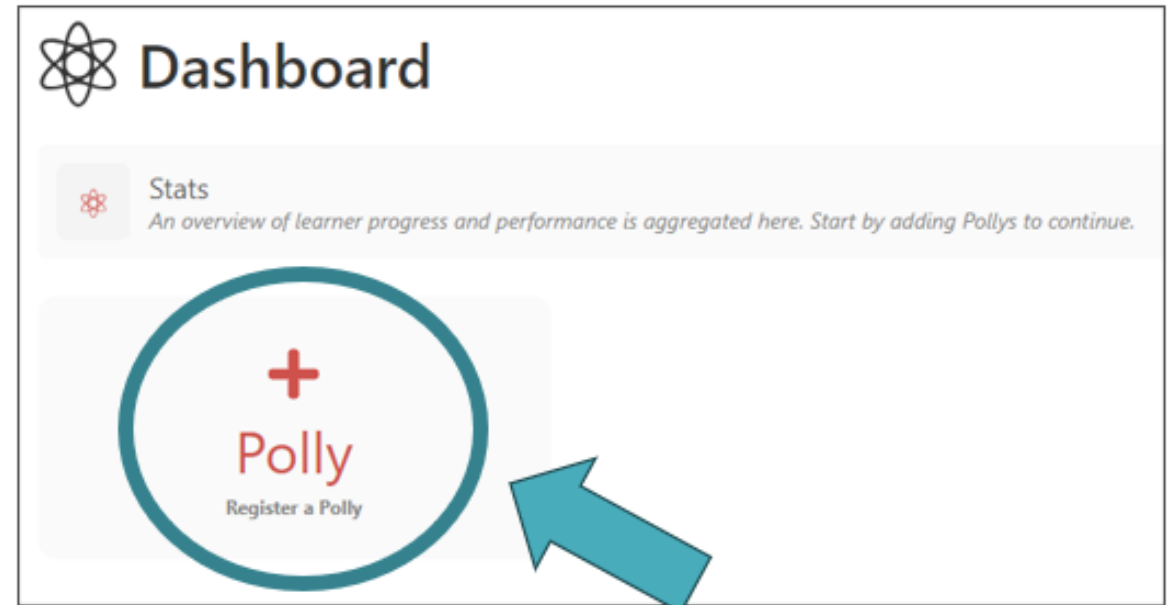 Dashboard
Stats
An overview of learner progress and performance is aggregated here. Start by adding Pollys to continue.
Polly
Register a Polly